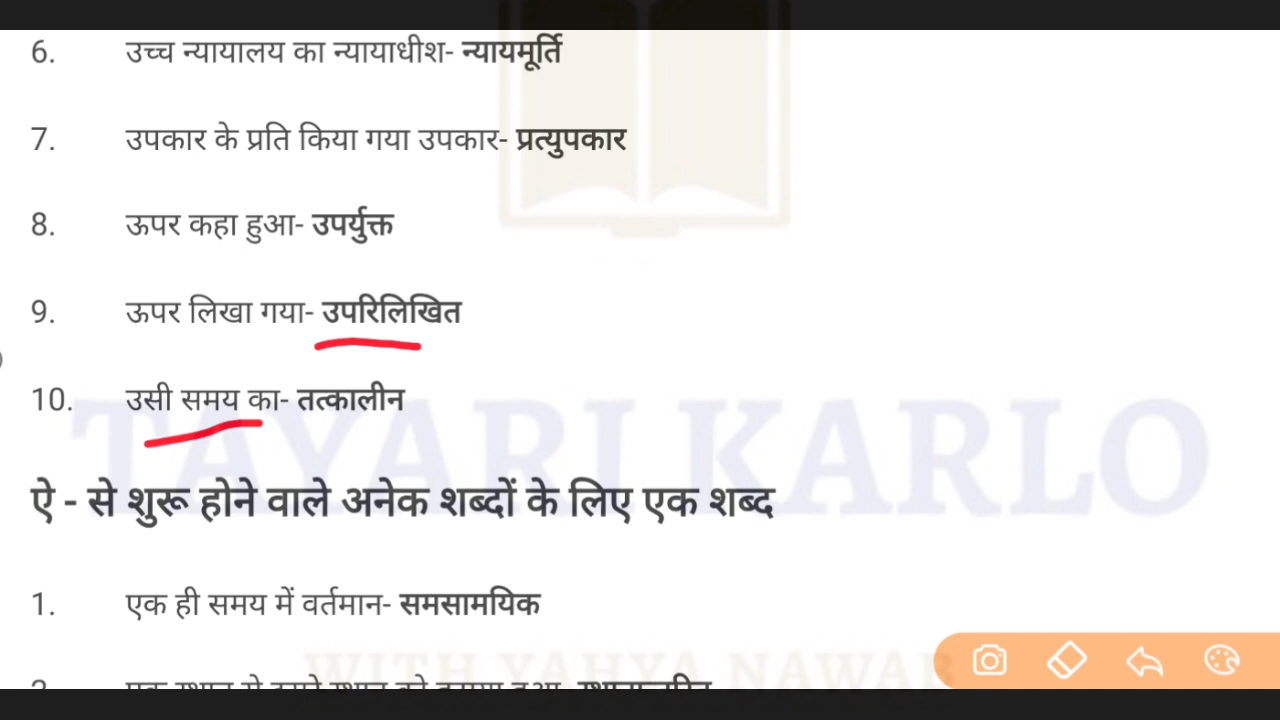 6. उच्च न्यायालय का न्यायाधीश- न्यायमूर्ति
7. उपकार के प्रति किया गया उपकार- प्रत्युपकार
8. ऊपर कहा हुआ- उपर्युक्त
9. ऊपर लिखा गया- उपरिलिखित
10. उसी समय का- तत्कालीन
TAYARI KARLO
ऐ - से शुरू होने वाले अनेक शब्दों के लिए एक शब्द
1. एक ही समय में वर्तमान- समसामयिक
WITH YAHYA NAWAB